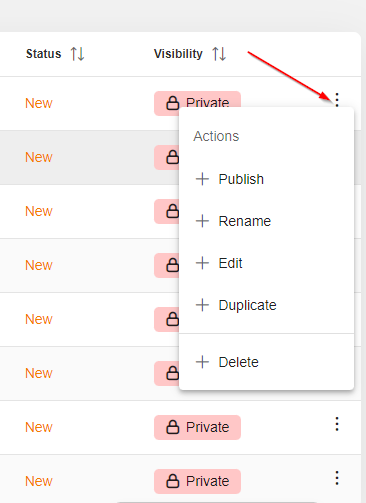 Status Visibility
New Private
Actions
New
Publish
New
Rename
New
Edit
New
Duplicate
New
Delete
New
New Private
New Private